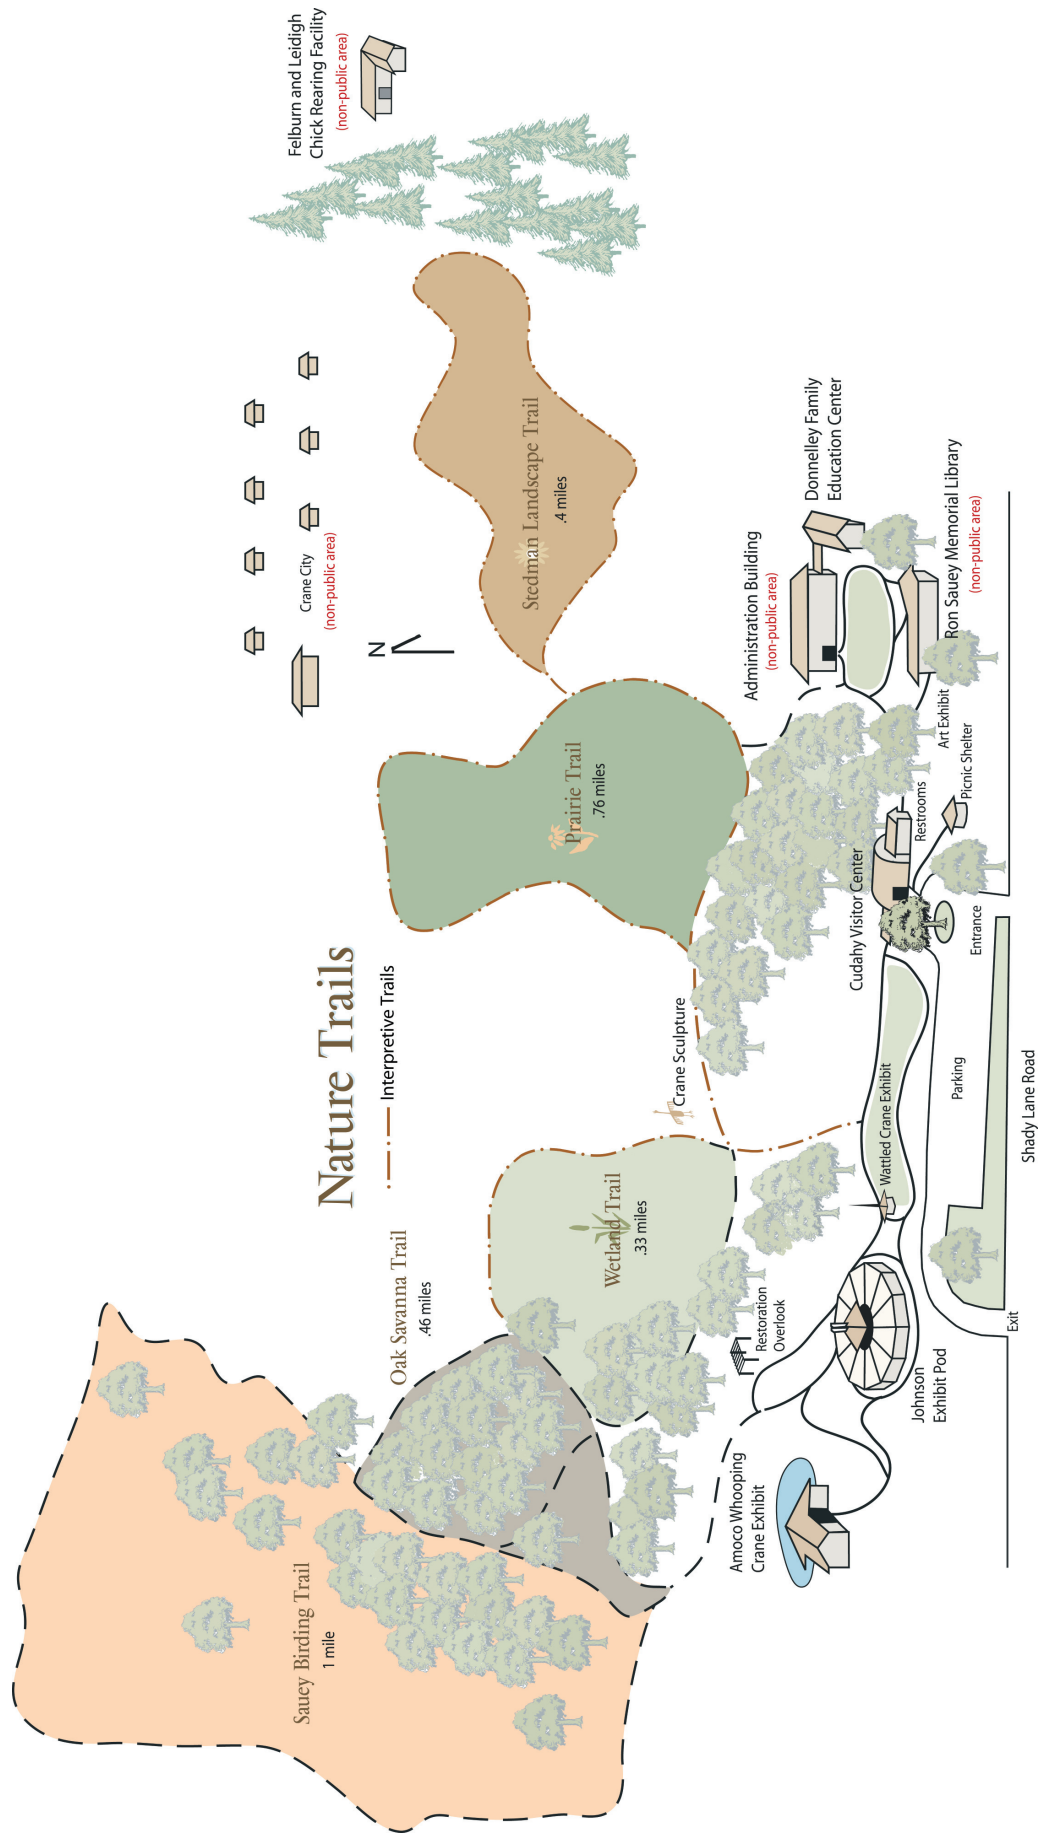 Nature Trails
Interpretive Trails
Sauey Birding Trail
1 mile
Oak Savanna Trail
.46 miles
Wetland Trail
.33 miles
Crane Sculpture
Prairie Trail
.76 miles
Stedman Landscape Trail
.4 miles
N
Crane City
(non-public area)
Felburn and Leidigh
Chick Rearing Facility
(non-public area)
Amoco Whooping
Crane Exhibit
Restoration
Overlook
Johnson
Exhibit Pod
Wattled Crane Exhibit
Cudahy Visitor Center
Restrooms
Picnic Shelter
Art Exhibit
Administration Building
(non-public area)
Donnelley Family
Education Center
Ron Sauey Memorial Library
(non-public area)
Exit
Parking
Entrance
Shady Lane Road